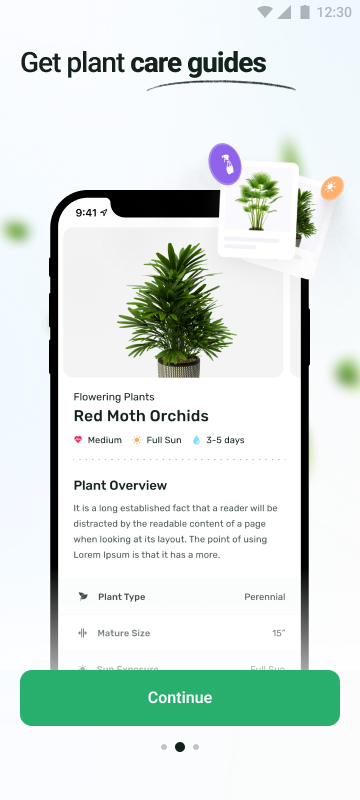 12:30
Get plant care guides
9:41
Flowering Plants
Red Moth Orchids
Medium Full Sun 3-5 days
Plant Overview
It is a long established fact that a reader will be
distracted by the readable content of a page
when looking at its layout. The point of using
Lorem Ipsum is that it has a more.
Plant Type Perennial
Mature Size 15"
Sun Exposure Full Sun
Continue